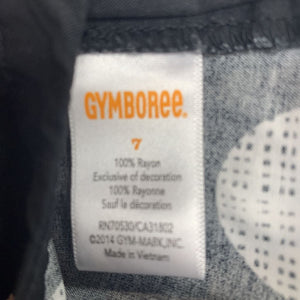 GYMBOREE.
7
100% Rayon
Exclusive of decoration
100% Rayonne
Sauf la décoration
RN70530/CA31802
©2014 GYM-MARK,INC.
Made in Vietnam